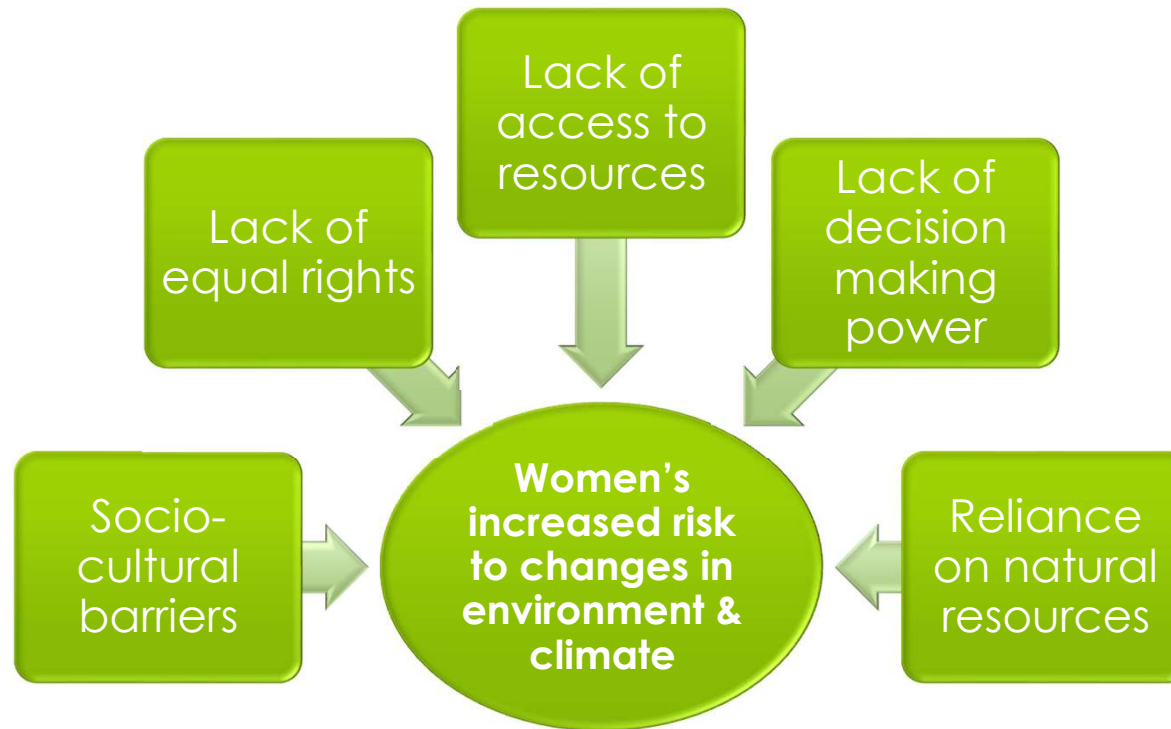 Lack of
access to
resources
Lack of
equal rights
Lack of
decision
making
power
Socio-
cultural
barriers
Women’s
increased risk
to changes in
environment &
climate
Reliance
on natural
resources